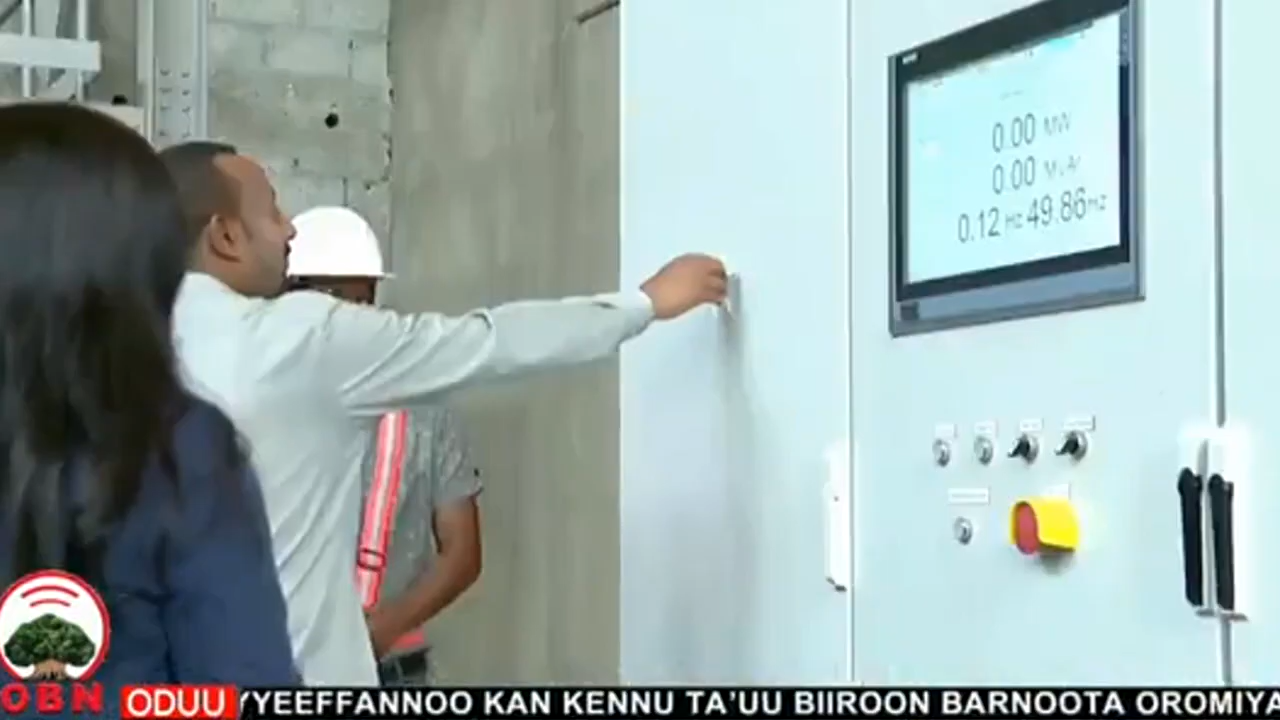 0.00 MW
0.00 MVAr
0.12 HZ 49.86 HZ
OBN
ODUU YYEEFFANNOO KAN KENNU TA'UU BIIROON BARNOOTA OROMIYA